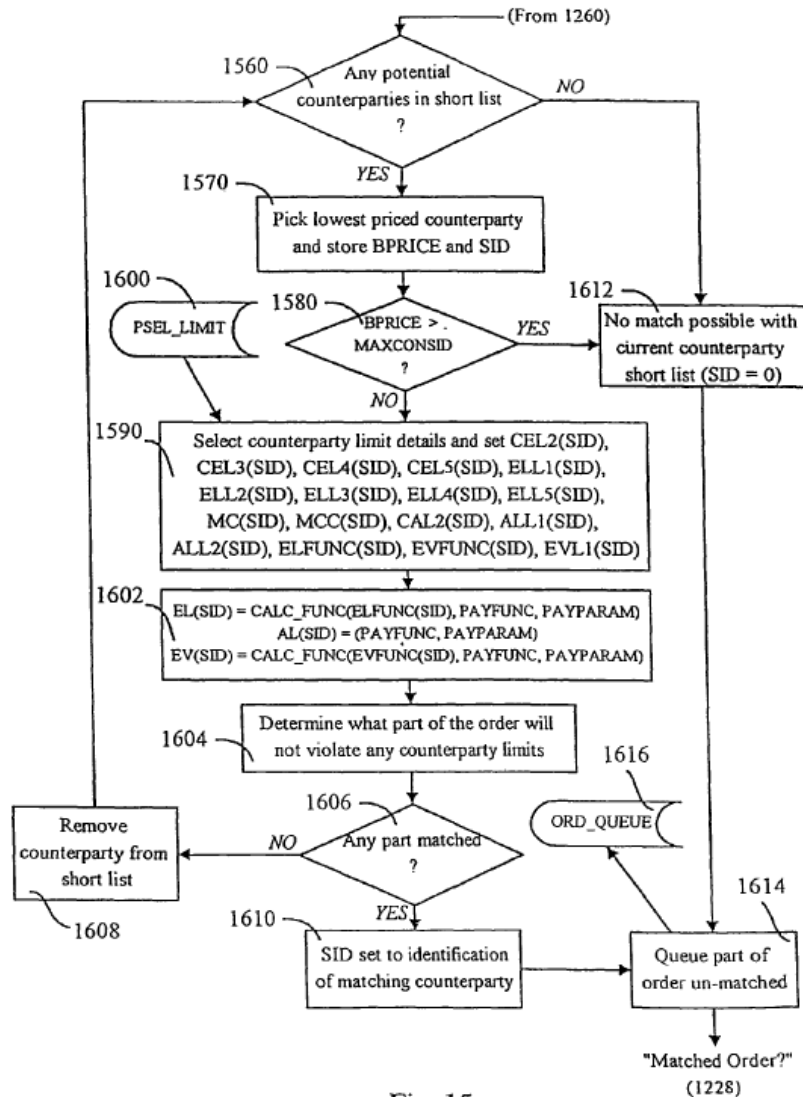 (From 1260)
1560
Any potential
counterparties in short list
?
NO
YES
1570
Pick lowest priced counterparty
and store BPRICE and SID
1600
PSEL_LIMIT
1580
BPRICE >
MAXCONSID
?
YES
NO
1612
No match possible with
current counterparty
short list (SID = 0)
1590
Select counterparty limit details and set CEL2(SID),
CEL3(SID), CEL4(SID), CEL5(SID), ELL1(SID),
ELL2(SID), ELL3(SID), ELL4(SID), ELL5(SID),
MC(SID), MCC(SID), CAL2(SID), ALL1(SID),
ALL2(SID), ELFUNC(SID), EVFUNC(SID), EVL1(SID)
1602
EL(SID) = CALC_FUNC(ELFUNC(SID), PAYFUNC, PAYPARAM)
AL(SID) = (PAYFUNC, PAYPARAM)
EV(SID) = CALC_FUNC(EVFUNC(SID), PAYFUNC, PAYPARAM)
1604
Determine what part of the order will
not violate any counterparty limits
1606
Any part matched
?
NO
YES
Remove
counterparty from
short list
1608
1610
SID set to identification
of matching counterparty
1616
ORD_QUEUE
1614
Queue part of
order un-matched
"Matched Order?"
(1228)